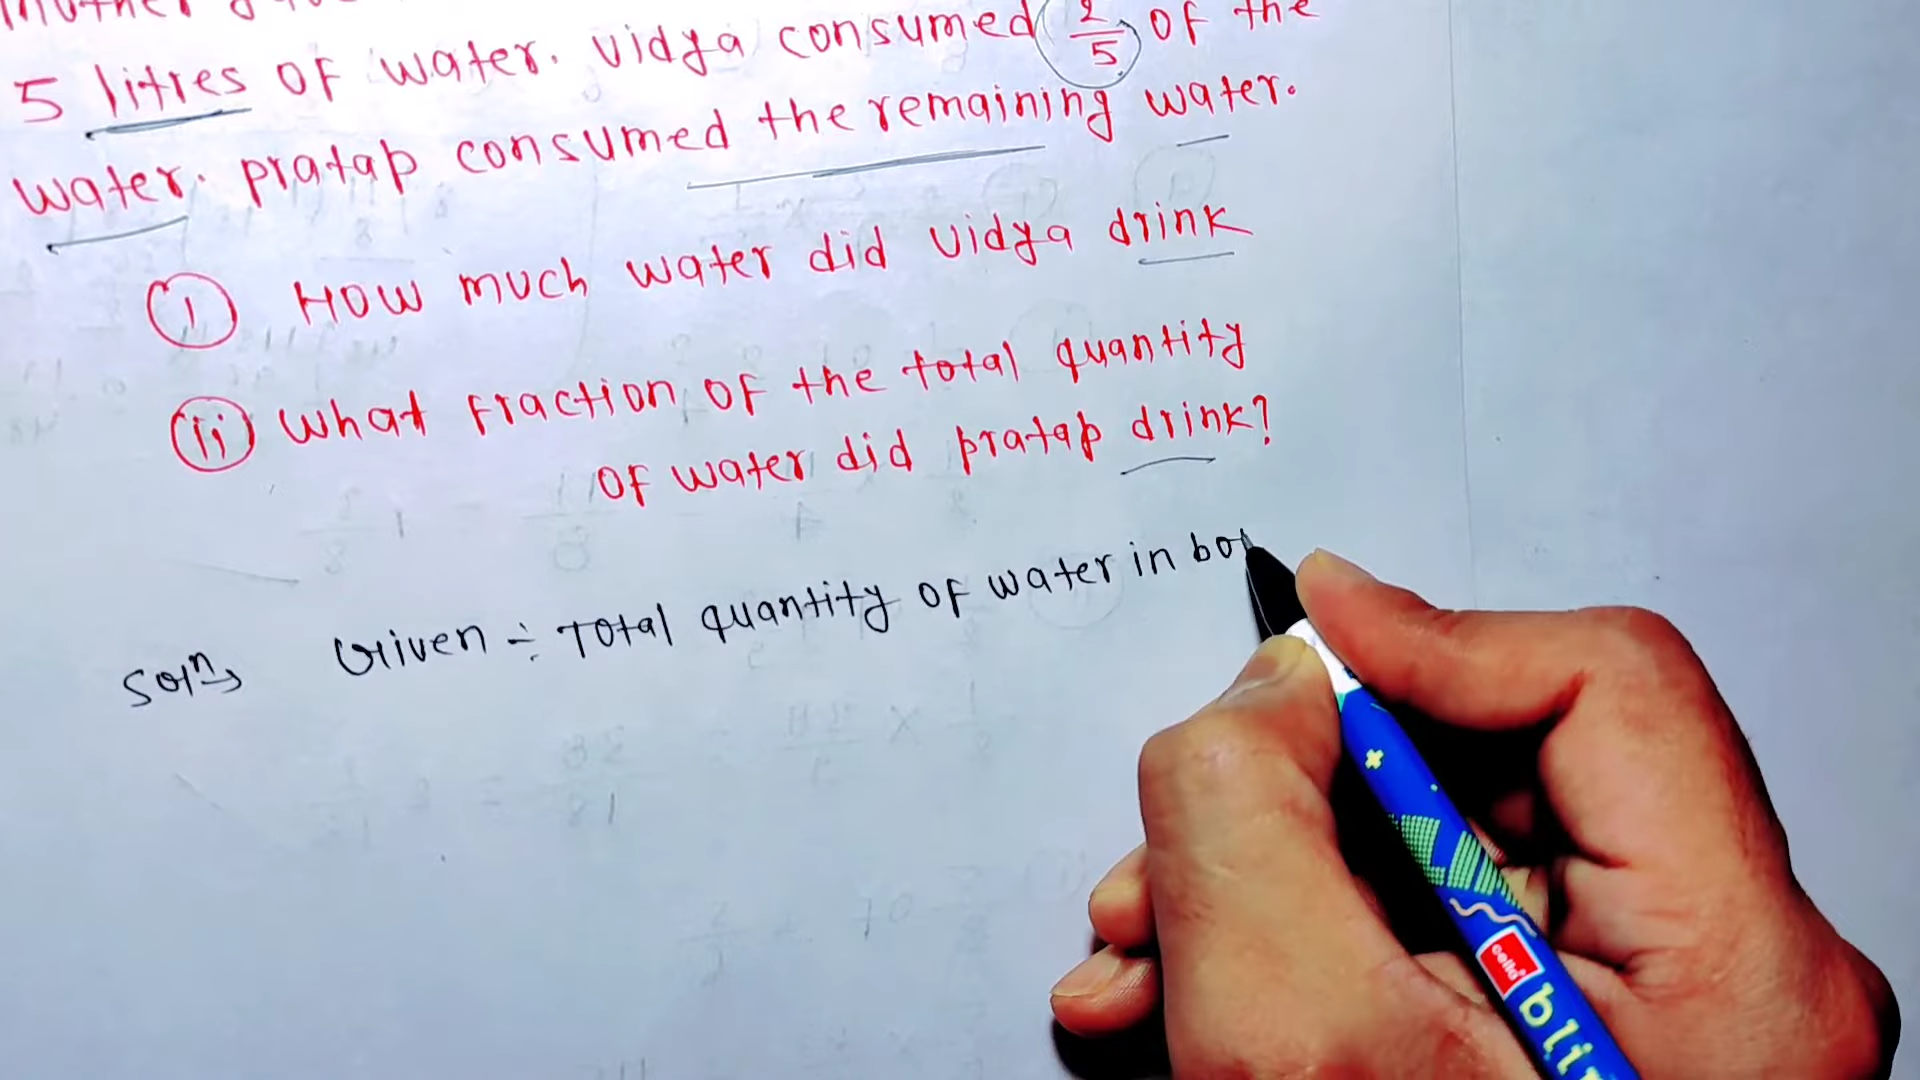 5 litres of water. Vidya consumed 2/5 of the
water. pratap consumed the remaining water.
(i) How much water did Vidya drink
(ii) What fraction of the total quantity
of water did pratap drink?
Soln→ Given ÷ Total quantity of water in bot
cello